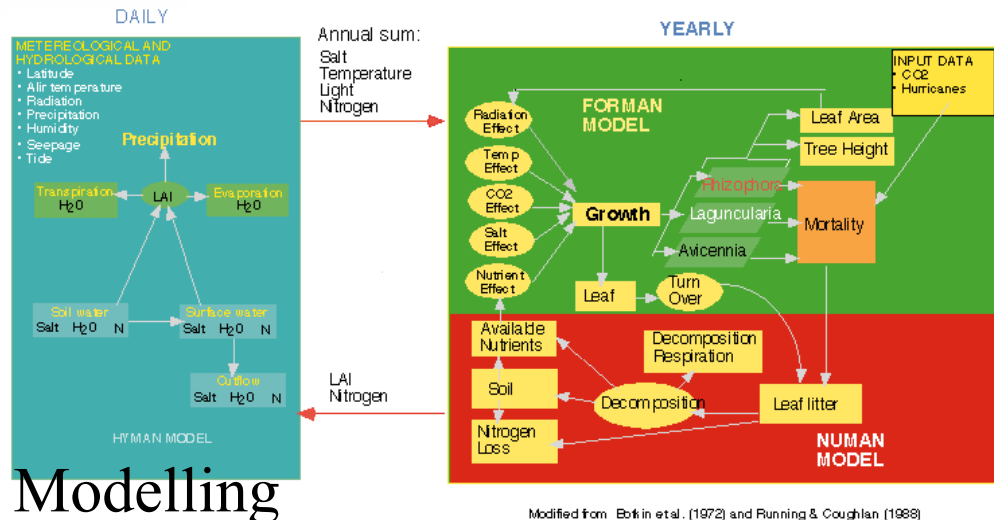 DAILY
METEREOLOGICAL AND
HYDROLOGICAL DATA
• Latitude
• Air temperature
• Radiation
• Precipitation
• Humidity
• Seepage
• Tide
Precipitation
Transpiration
H2O
LAI
Evaporation
H2O
Soil water
Salt H2O N
Surface water
Salt H2O N
Outflow
Salt H2O N
HYMAN MODEL
Annual sum:
Salt
Temperature
Light
Nitrogen
LAI
Nitrogen
YEARLY
INPUT DATA
• CO2
• Hurricanes
FORMAN
MODEL
Radiation
Effect
Temp
Effect
CO2
Effect
Salt
Effect
Nutrient
Effect
Growth
Leaf Area
Tree Height
Rhizophora
Laguncularia
Avicennia
Mortality
Leaf
Turn
Over
Available
Nutrients
Soil
Nitrogen
Loss
Decomposition
Respiration
Decomposition
Leaf litter
NUMAN
MODEL
Modelling
Modified from Botkin et al. (1972) and Running & Coughlan (1988)